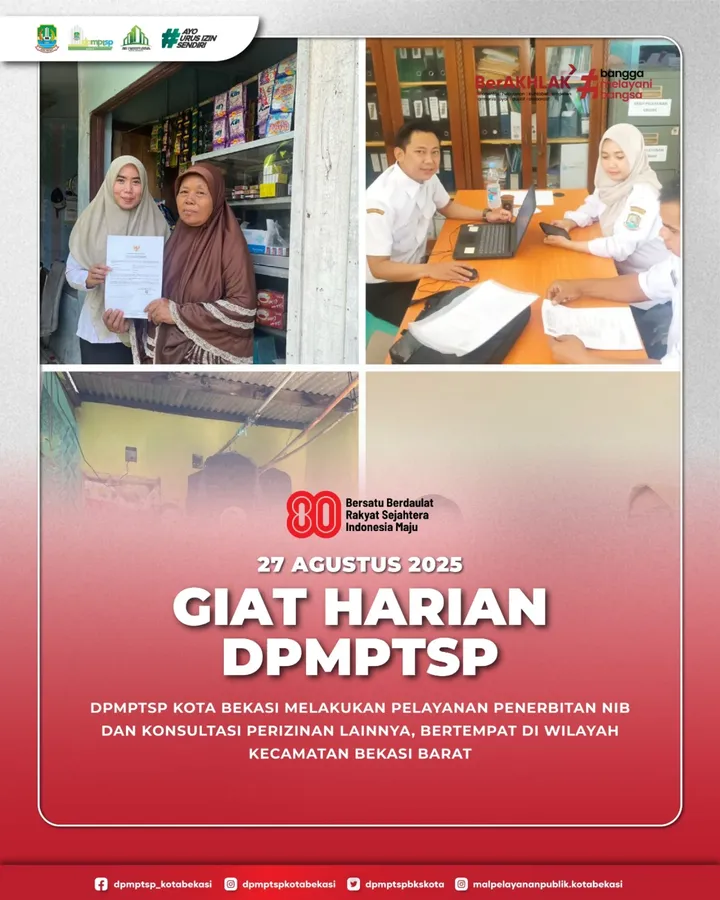 dpmptsp
#AYO
URUS IZIN
SENDIRI
BerAKHLAK
#bangga
melayani
bangsa
80
Bersatu Berdaulat
Rakyat Sejahtera
Indonesia Maju
27 AGUSTUS 2025
GIAT HARIAN
DPMPTSP
DPMPTSP KOTA BEKASI MELAKUKAN PELAYANAN PENERBITAN NIB
DAN KONSULTASI PERIZINAN LAINNYA, BERTEMPAT DI WILAYAH
KECAMATAN BEKASI BARAT
dpmptsp_kotabekasi
dpmptspkotabekasi
dpmptspbkskota
malpelayananpublik.kotabekasi